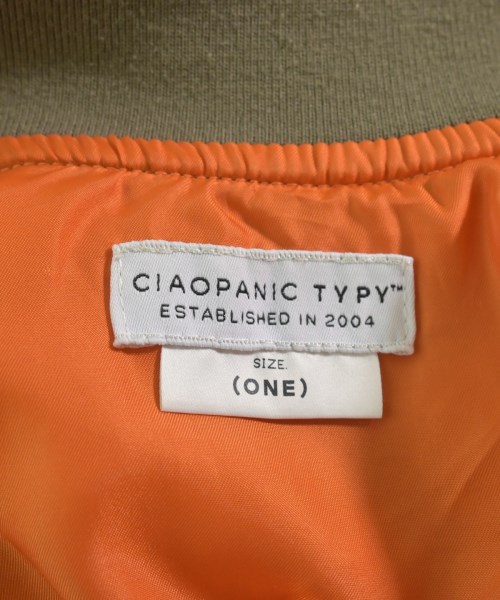 CIAOPANIC TYPY™
ESTABLISHED IN 2004
SIZE.
(ONE)